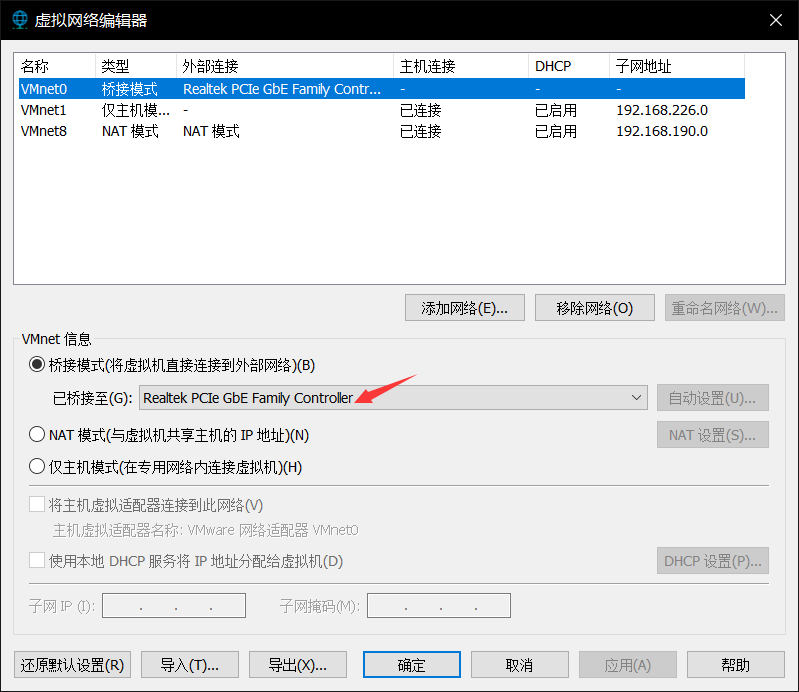 虚拟网络编辑器
名称 类型 外部连接 主机连接 DHCP 子网地址
VMnet0 桥接模式 Realtek PCIe GbE Family Contr... - - -
VMnet1 仅主机模... - 已连接 已启用 192.168.226.0
VMnet8 NAT 模式 NAT 模式 已连接 已启用 192.168.190.0
添加网络(E)... 移除网络(O) 重命名网络(W)...
VMnet 信息
桥接模式(将虚拟机直接连接到外部网络)(B)
已桥接至(G): Realtek PCIe GbE Family Controller 自动设置(U)...
NAT 模式(与虚拟机共享主机的 IP 地址)(N) NAT 设置(S)...
仅主机模式(在专用网络内连接虚拟机)(H)
将主机虚拟适配器连接到此网络(V)
主机虚拟适配器名称: VMware 网络适配器 VMnet0
使用本地 DHCP 服务将 IP 地址分配给虚拟机(D) DHCP 设置(P)...
子网 IP (I): . . . 子网掩码(M): . . .
还原默认设置(R) 导入(T)... 导出(X)... 确定 取消 应用(A) 帮助